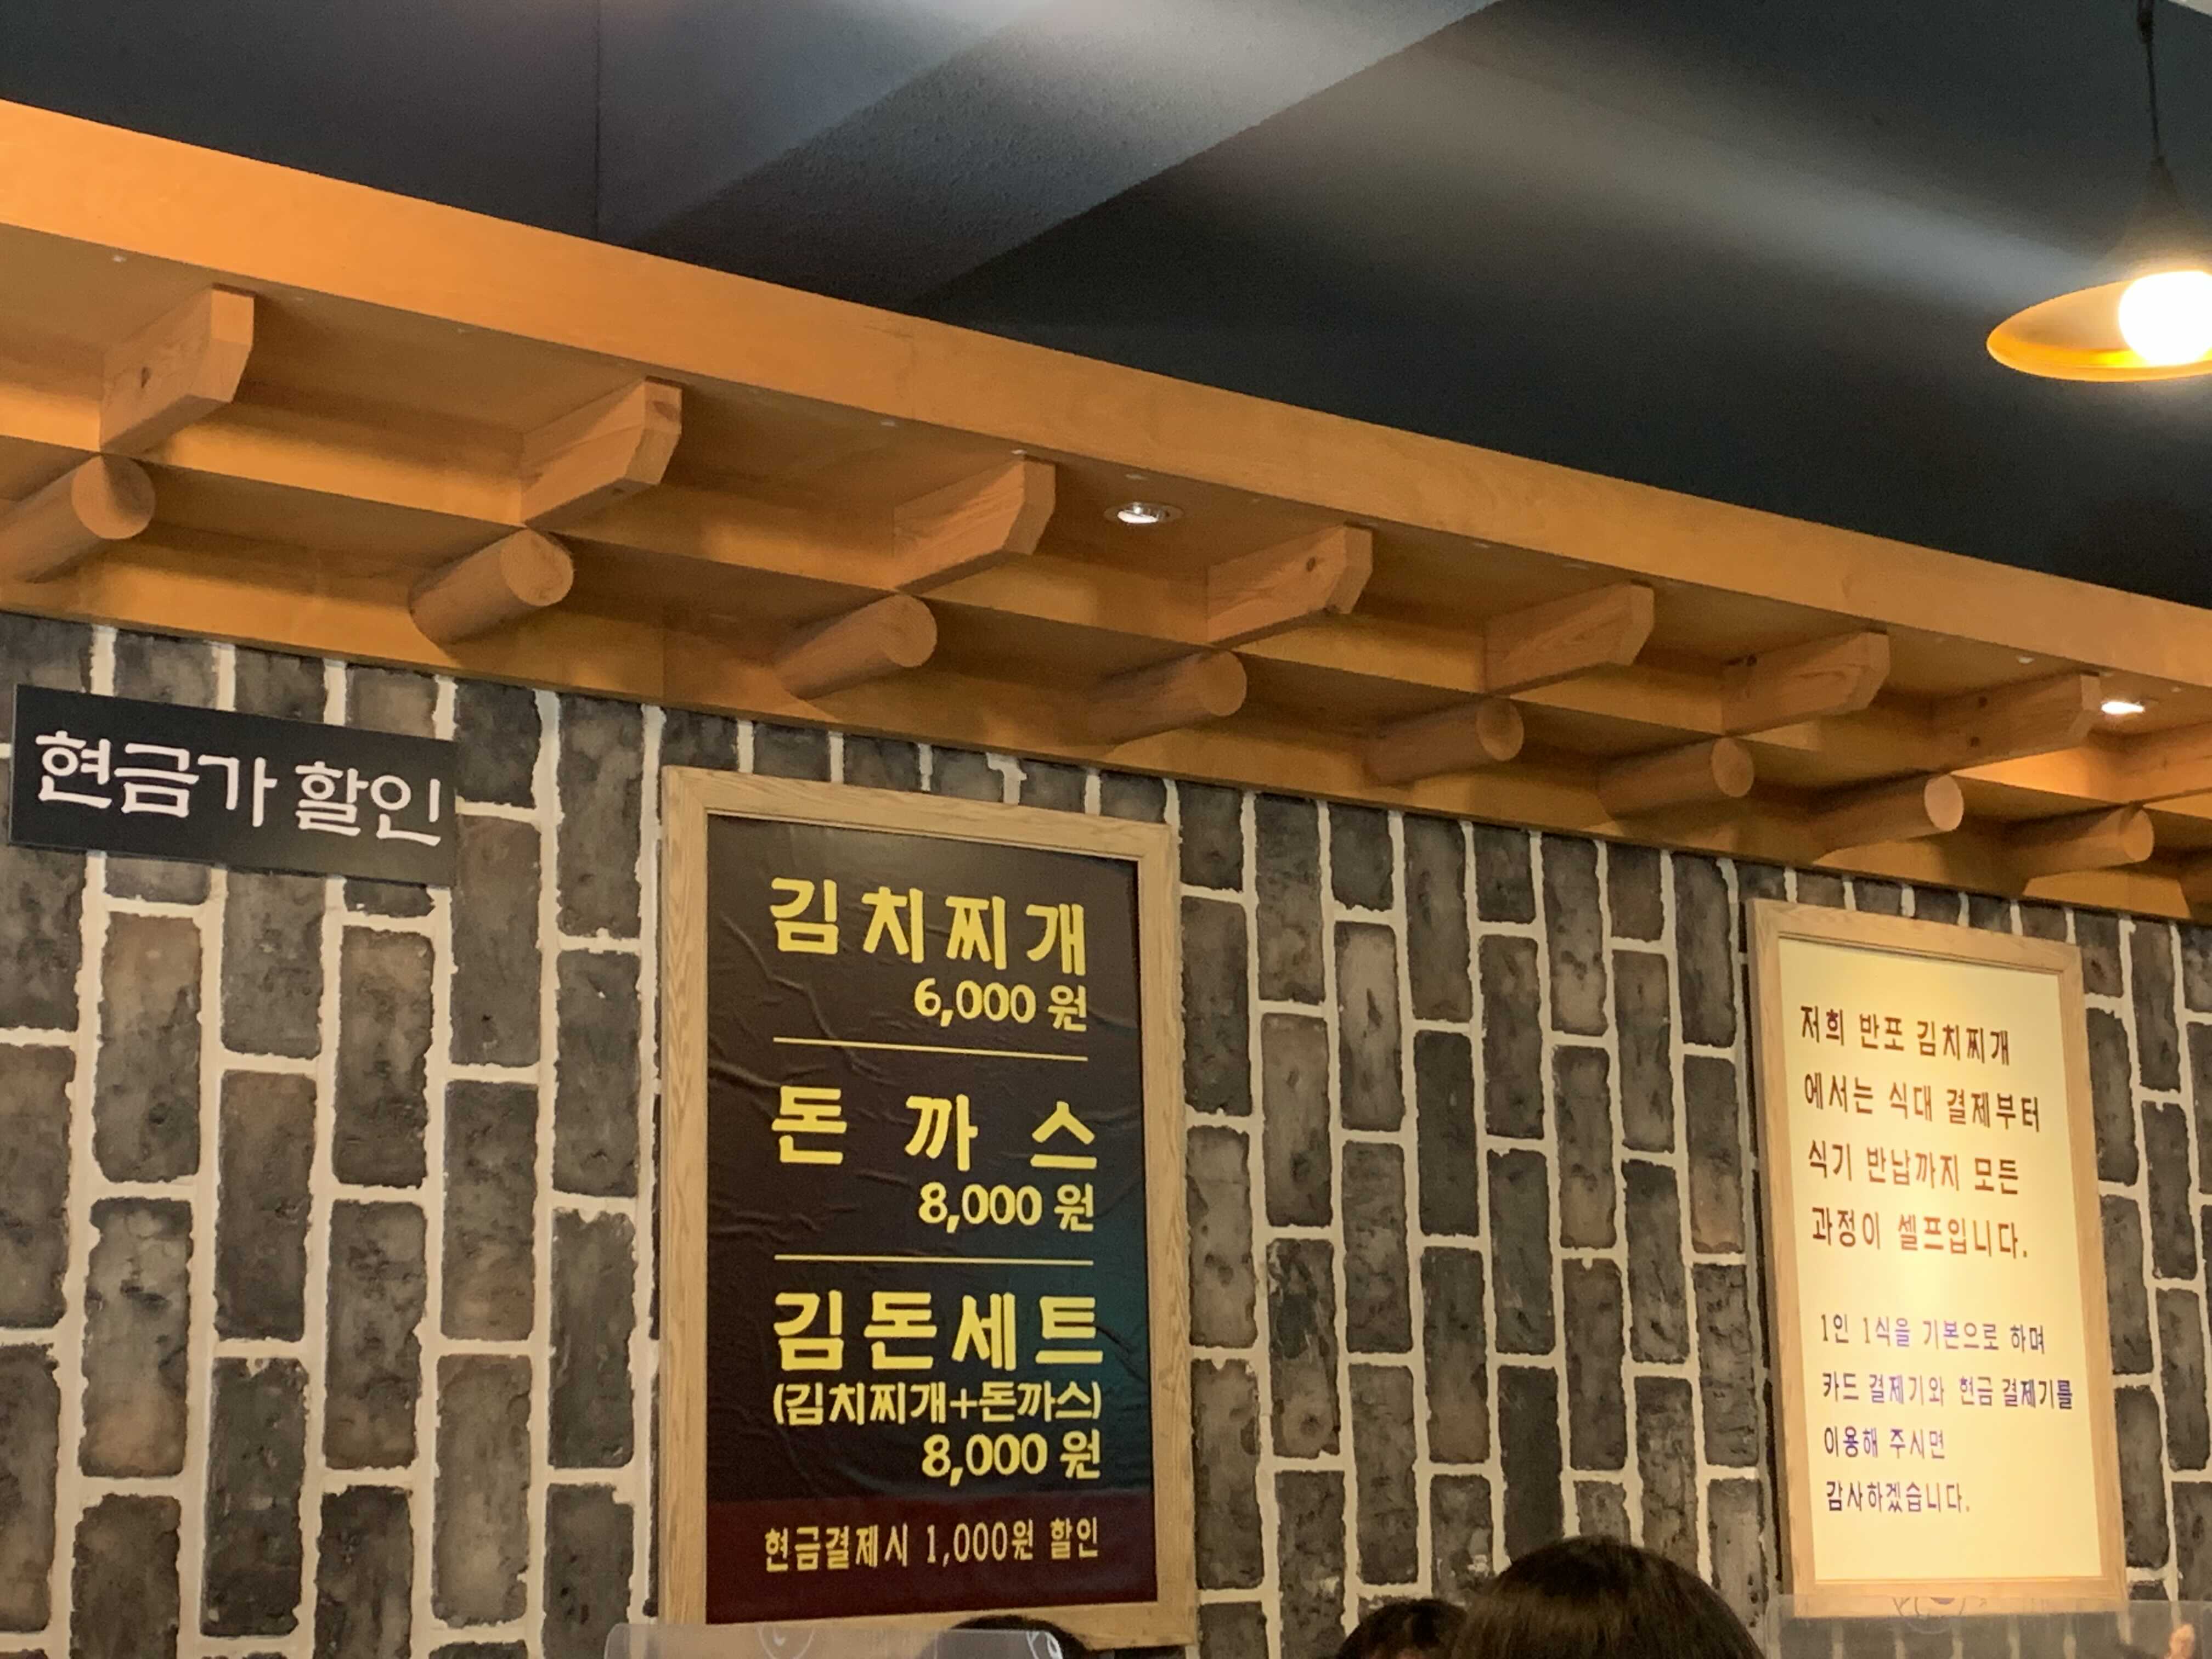 현금가 할인
김치찌개
6,000 원
돈까스
8,000 원
김돈세트
(김치찌개+돈까스)
8,000 원
현금결제시 1,000원 할인
저희 반포 김치찌개
에서는 식대 결제부터
식기 반납까지 모든
과정이 셀프입니다.
1인 1식을 기본으로 하며
카드 결제기와 현금 결제기를
이용해 주시면
감사하겠습니다.